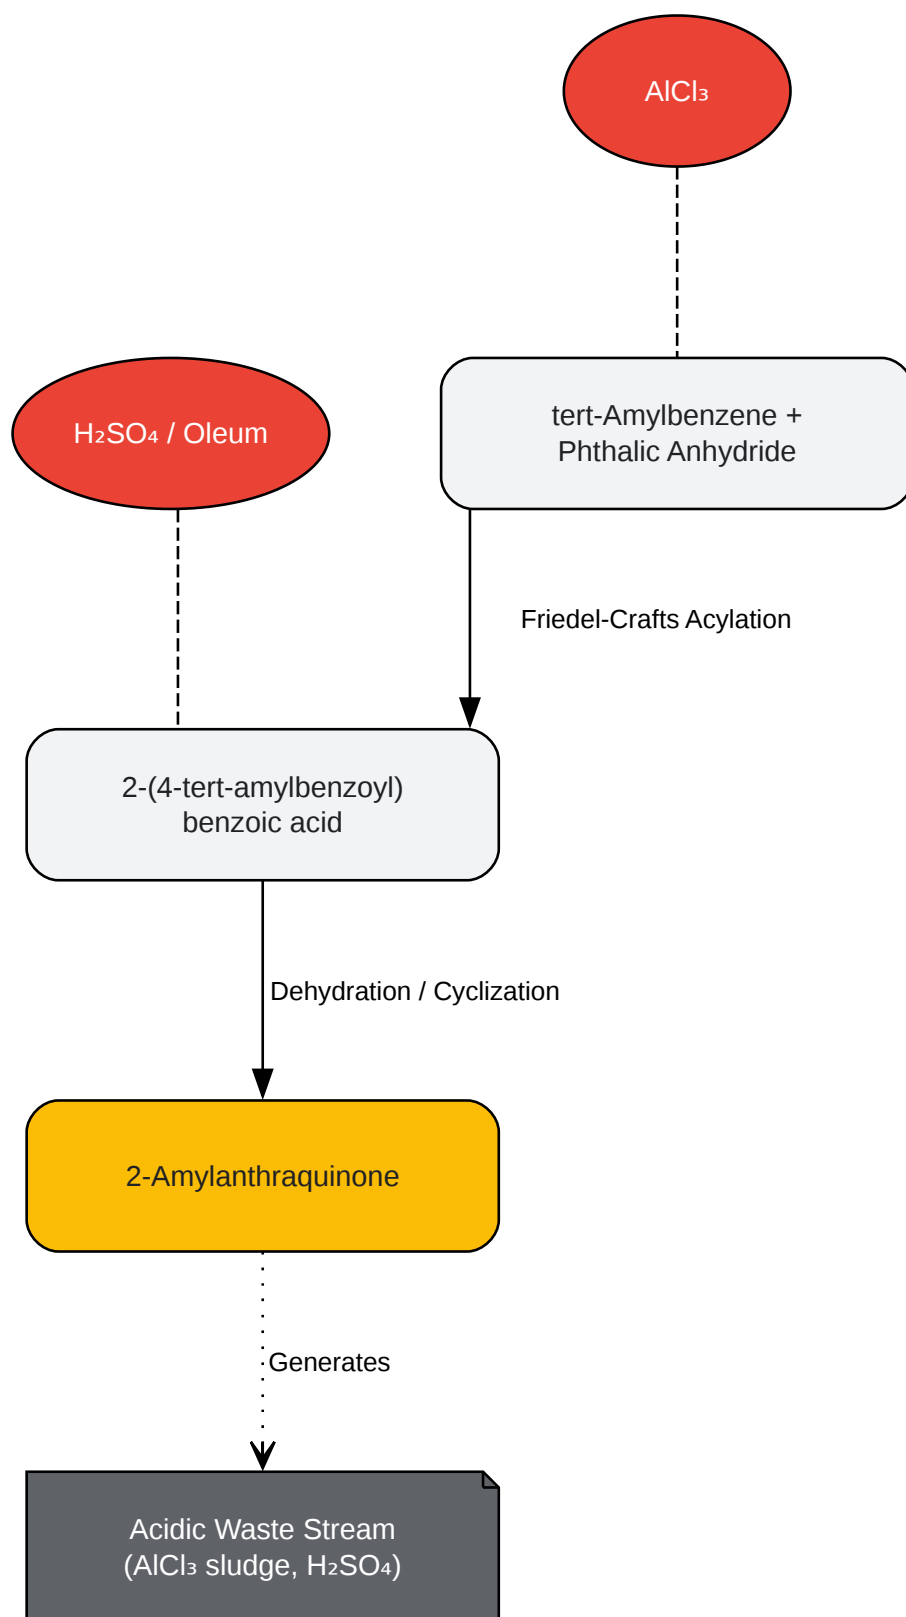 AlCl₃
H₂SO₄ / Oleum
tert-Amylbenzene +
Phthalic Anhydride
Friedel-Crafts Acylation
2-(4-tert-amylbenzoyl)
benzoic acid
Dehydration / Cyclization
2-Amylanthraquinone
Generates
Acidic Waste Stream
(AlCl₃ sludge, H₂SO₄)